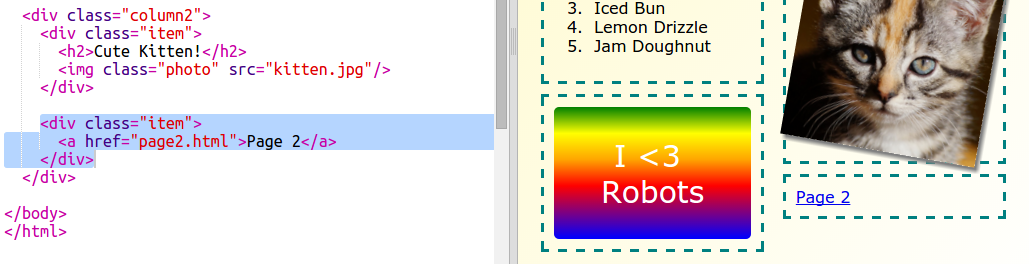 <div class="column2">
<div class="item">
<h2>Cute Kitten!</h2>
<img class="photo" src="kitten.jpg"/>
</div>
<div class="item">
<a href="page2.html">Page 2</a>
</div>
</div>
</body>
</html>
3. Iced Bun
4. Lemon Drizzle
5. Jam Doughnut
I <3
Robots
Page 2